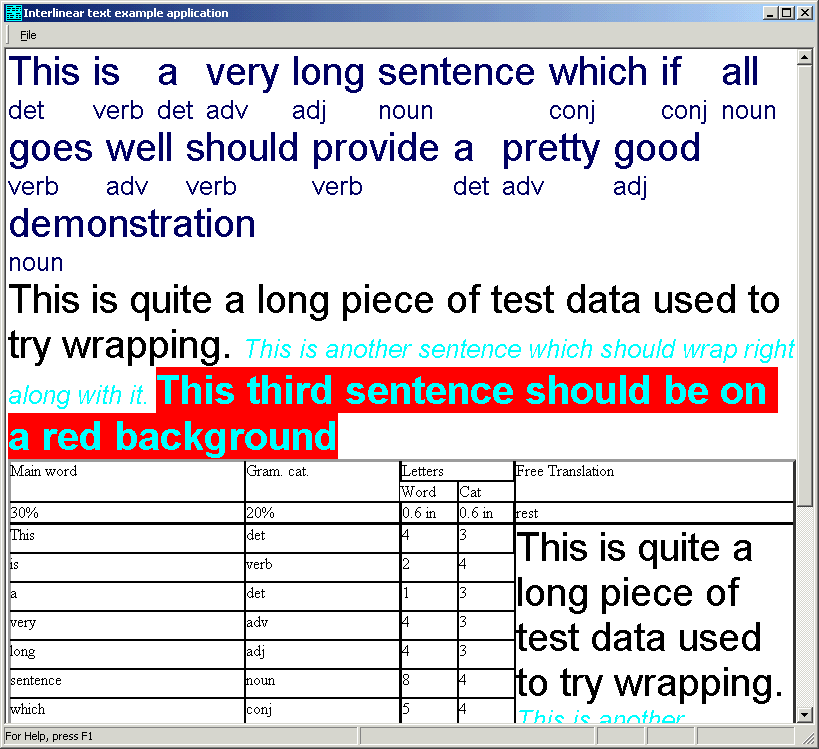 Interlinear text example application
File
This is a very long sentence which if all
det verb det adv adj noun conj conj noun
goes well should provide a pretty good
verb adv verb verb det adv adj
demonstration
noun
This is quite a long piece of test data used to
try wrapping. This is another sentence which should wrap right
along with it. This third sentence should be on
a red background
Main word Gram. cat. Letters Free Translation
Word Cat
30% 20% 0.6 in 0.6 in rest
This det 4 3
is verb 2 4
a det 1 3
very adv 4 3
long adj 4 3
sentence noun 8 4
which conj 5 4
This is quite a
long piece of
test data used
to try wrapping.
This is another
For Help, press F1